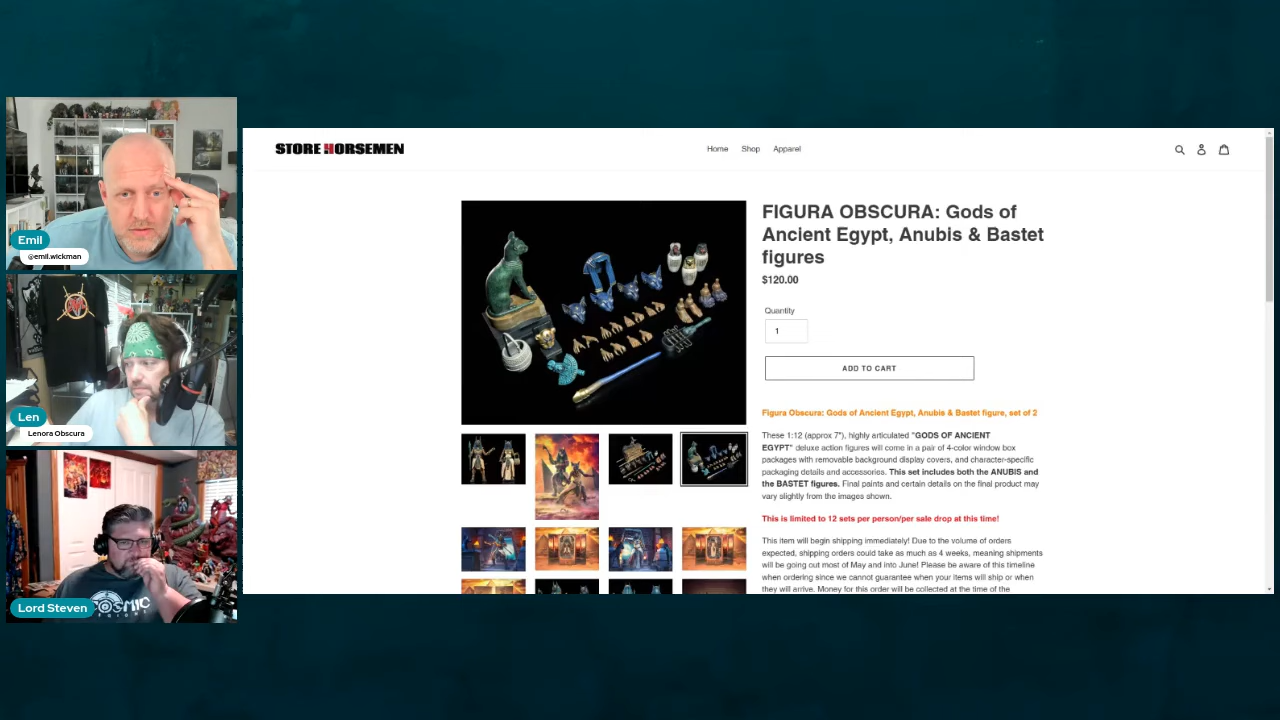 Emil
@emil.wickman
Len
Lenora Obscura
Lord Steven
COSMIC
STORE HORSEMEN
Home Shop Apparel
FIGURA OBSCURA: Gods of
Ancient Egypt, Anubis & Bastet
figures
$120.00
Quantity
1
ADD TO CART
Figura Obscura: Gods of Ancient Egypt, Anubis & Bastet figure, set of 2
These 1:12 (approx 7"), highly articulated "GODS OF ANCIENT
EGYPT" deluxe action figures will come in a pair of 4-color window box
packages with removable background display covers, and character-specific
packaging details and accessories. This set includes both the ANUBIS and
the BASTET figures. Final paints and certain details on the final product may
vary slightly from the images shown.
This is limited to 12 sets per person/per sale drop at this time!
This item will begin shipping immediately! Due to the volume of orders
expected, shipping orders could take as much as 4 weeks, meaning shipments
will be going out most of May and into June! Please be aware of this timeline
when ordering since we cannot guarantee when your items will ship or when
they will arrive. Money for this order will be collected at the time of the